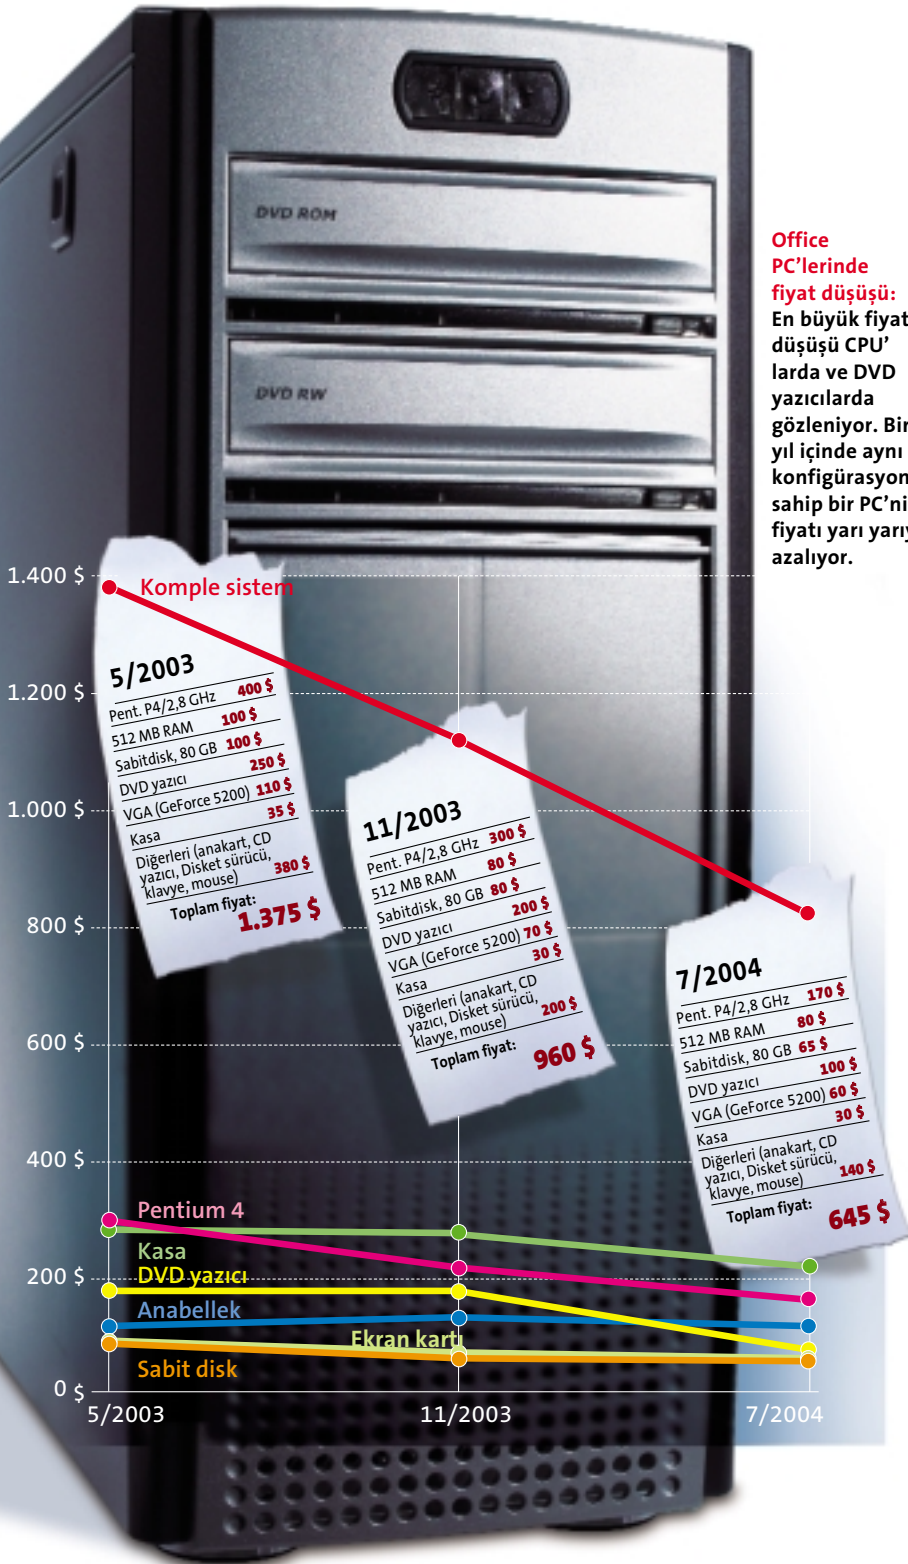 DVD ROM
DVD RW
Office
PC'lerinde
fiyat düşüşü:
En büyük fiyat
düşüşü CPU'
larda ve DVD
yazıcılarda
gözleniyor. Bir
yıl içinde aynı
konfigürasyon
sahip bir PC'ni
fiyatı yarı yarıy
azalıyor.
1.400 $
Komple sistem
1.200 $
1.000 $
800 $
600 $
400 $
200 $
0 $
5/2003
Pent. P4/2,8 GHz 400 $
512 MB RAM 100 $
Sabitdisk, 80 GB 100 $
DVD yazıcı 250 $
VGA (GeForce 5200) 110 $
Kasa 35 $
Diğerleri (anakart, CD
yazıcı, Disket sürücü,
klavye, mouse) 380 $
Toplam fiyat:
1.375 $
11/2003
Pent. P4/2,8 GHz 300 $
512 MB RAM 80 $
Sabitdisk, 80 GB 80 $
DVD yazıcı 200 $
VGA (GeForce 5200) 70 $
Kasa 30 $
Diğerleri (anakart, CD
yazıcı, Disket sürücü,
klavye, mouse) 200 $
Toplam fiyat:
960 $
7/2004
Pent. P4/2,8 GHz 170 $
512 MB RAM 80 $
Sabitdisk, 80 GB 65 $
DVD yazıcı 100 $
VGA (GeForce 5200) 60 $
Kasa 30 $
Diğerleri (anakart, CD
yazıcı, Disket sürücü,
klavye, mouse) 140 $
Toplam fiyat:
645 $
Pentium 4
Kasa
DVD yazıcı
Anabellek
Ekran kartı
Sabit disk
5/2003
11/2003
7/2004